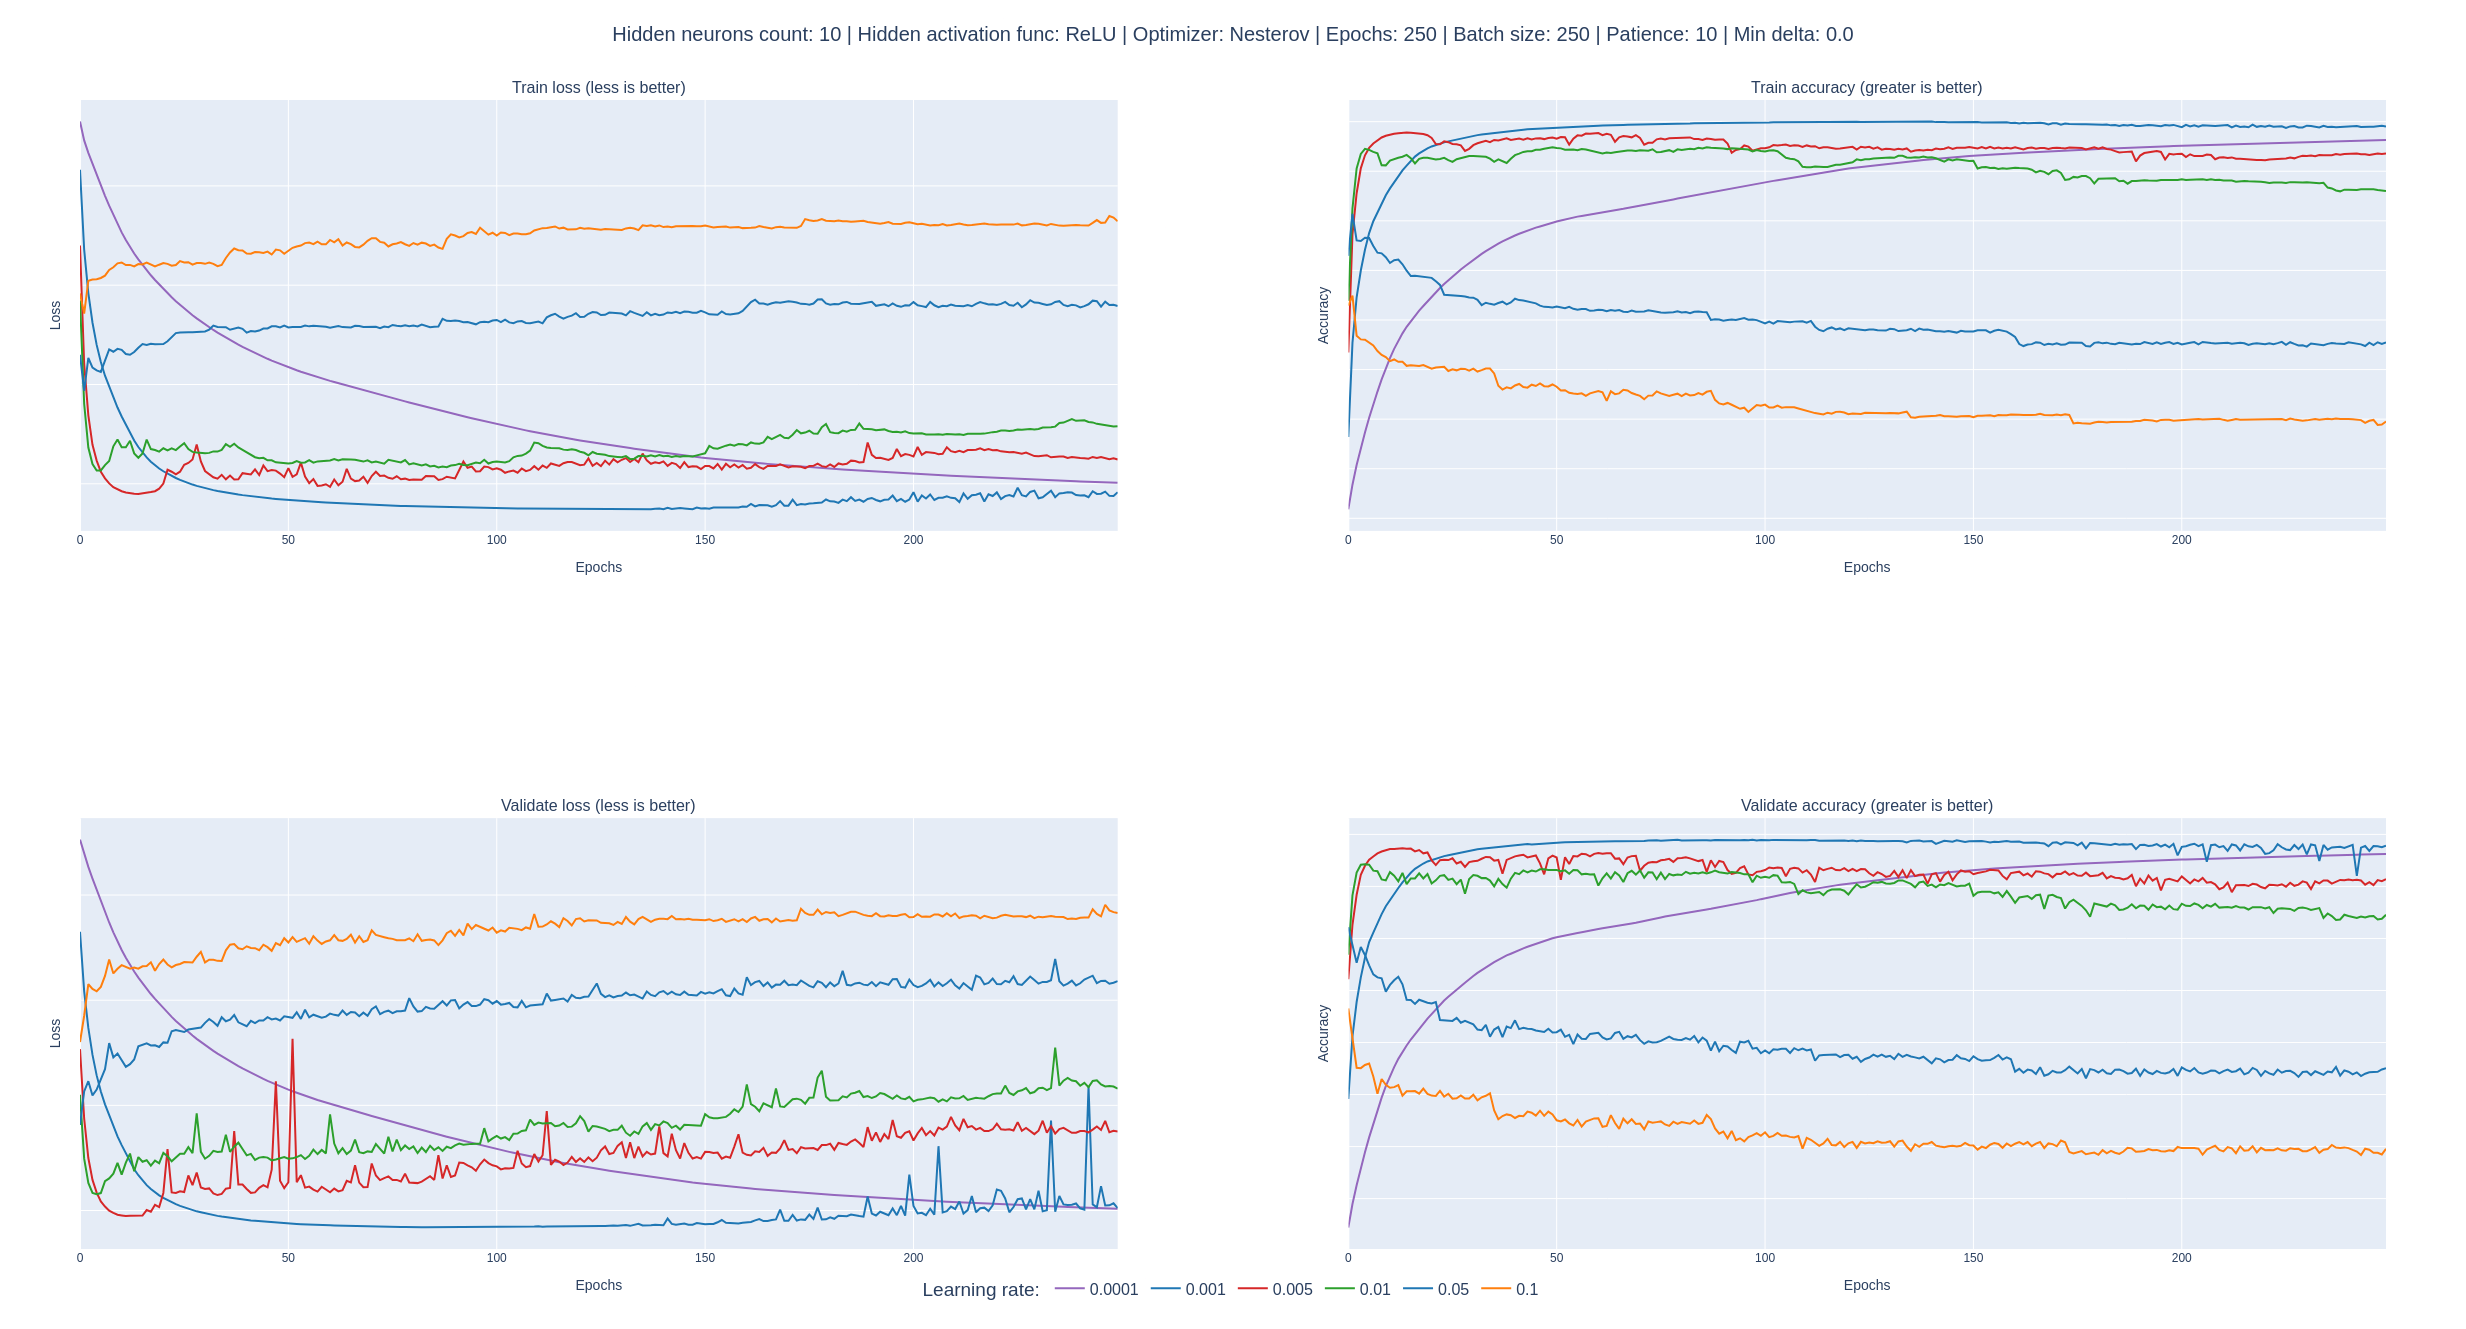 Hidden neurons count: 10 | Hidden activation func: ReLU | Optimizer: Nesterov | Epochs: 250 | Batch size: 250 | Patience: 10 | Min delta: 0.0
Train loss (less is better)
Loss
0 50 100 150 200
Epochs
Train accuracy (greater is better)
Accuracy
0 50 100 150 200
Epochs
Validate loss (less is better)
Loss
0 50 100 150 200
Epochs
Validate accuracy (greater is better)
Accuracy
0 50 100 150 200
Epochs
Learning rate: 0.0001 0.001 0.005 0.01 0.05 0.1